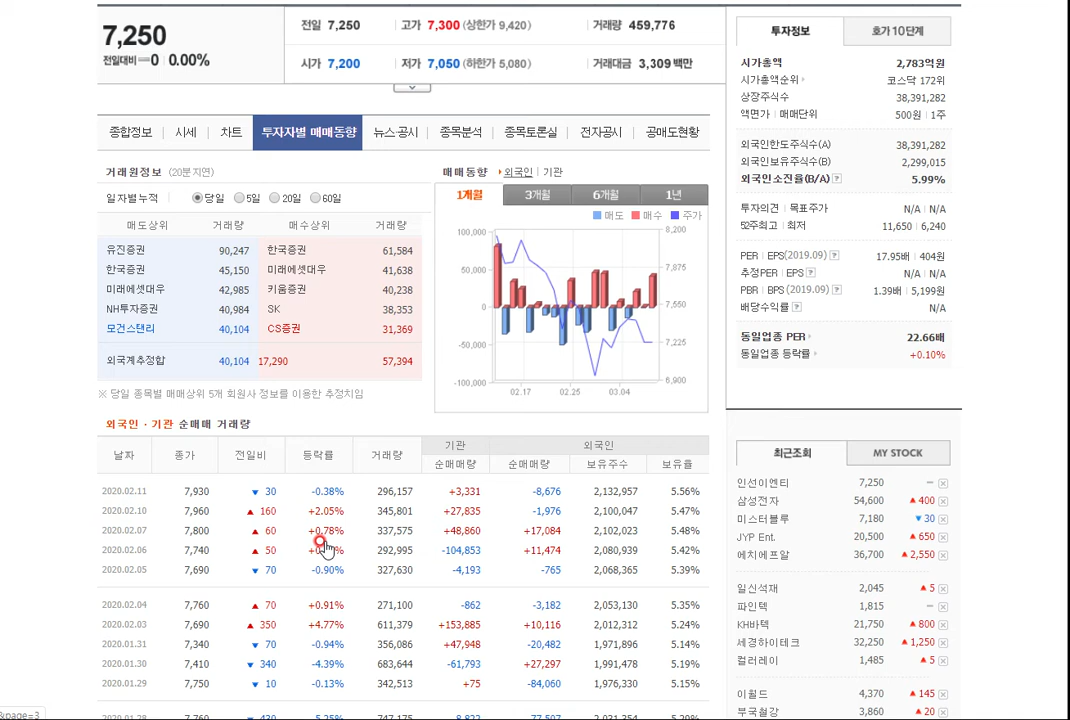 7,250
전일대비 0 0.00%
전일 7,250 고가 7,300 (상한가 9,420) 거래량 459,776
시가 7,200 저가 7,050 (하한가 5,080) 거래대금 3,309 백만
종합정보 시세 차트 투자자별 매매동향 뉴스·공시 종목분석 종목토론실 전자공시 공매도현황
거래원정보 (20분지연)
일자별누적 당일 5일 20일 60일
매도상위 거래량 매수상위 거래량
유진증권 90,247 한국증권 61,584
한국증권 45,150 미래에셋대우 41,638
미래에셋대우 42,985 키움증권 40,238
NH투자증권 40,984 SK 38,353
모건스탠리 40,104 CS증권 31,369
외국계추정합 40,104 17,290 57,394
※ 당일 종목별 매매상위 5개 회원사 정보를 이용한 추정치임
매매동향 외국인 기관
1개월 3개월 6개월 1년
매도 매수 주가
100,000 8,200
50,000 7,875
0 7,550
-50,000 7,225
-100,000 6,900
02.17 02.25 03.04
외국인·기관 순매매 거래량
날짜 종가 전일비 등락률 거래량 기관 외국인
순매매량 순매매량 보유주수 보유율
2020.02.11 7,930 ▼ 30 -0.38% 296,157 +3,331 -8,676 2,132,957 5.56%
2020.02.10 7,960 ▲ 160 +2.05% 345,801 +27,835 -1,976 2,100,047 5.47%
2020.02.07 7,800 ▲ 60 +0.78% 337,575 +48,860 +17,084 2,102,023 5.48%
2020.02.06 7,740 ▲ 50 292,995 -104,853 +11,474 2,080,939 5.42%
2020.02.05 7,690 ▼ 70 -0.90% 327,630 -4,193 -765 2,068,365 5.39%
2020.02.04 7,760 ▲ 70 +0.91% 271,100 -862 -3,182 2,053,130 5.35%
2020.02.03 7,690 ▲ 350 +4.77% 611,379 +153,885 +10,116 2,012,312 5.24%
2020.01.31 7,340 ▼ 70 -0.94% 356,086 +47,948 -20,482 1,971,896 5.14%
2020.01.30 7,410 ▼ 340 -4.39% 683,644 -61,793 +27,297 1,991,478 5.19%
2020.01.29 7,750 ▼ 10 -0.13% 342,513 +75 -84,060 1,976,330 5.15%
투자정보 호가 10단계
시가총액 2,783억원
시가총액순위 코스닥 172위
상장주식수 38,391,282
액면가 매매단위 500원 1주
외국인한도주식수(A) 38,391,282
외국인보유주식수(B) 2,299,015
외국인소진율(B/A) ? 5.99%
투자의견 목표주가 N/A N/A
52주최고 최저 11,650 6,240
PER EPS(2019.09) ? 17.95배 404원
추정PER EPS ? N/A N/A
PBR BPS (2019.09) ? 1.39배 5,199원
배당수익률 ? N/A
동일업종 PER 22.66배
동일업종 등락률 +0.10%
최근조회 MY STOCK
인선이엔티 7,250 –
삼성전자 54,600 ▲ 400
미스터블루 7,180 ▼ 30
JYP Ent. 20,500 ▲ 650
에치에프알 36,700 ▲ 2,550
일신석재 2,045 ▲ 5
파인텍 1,815 –
KH바텍 21,750 ▲ 800
세경하이테크 32,250 ▲ 1,250
컬러레이 1,485 ▲ 5
이월드 4,370 ▲ 145
부국철강 3,860 ▲ 20
&page=3